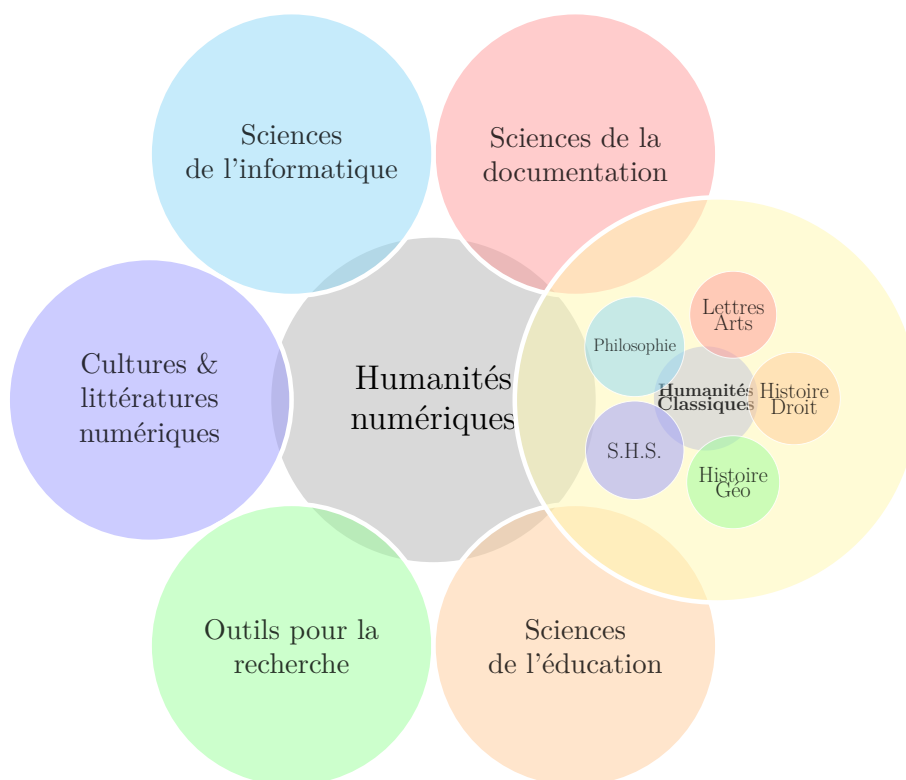 Sciences
de l'informatique
Sciences de la
documentation
Cultures &
littératures
numériques
Humanités
numériques
Philosophie
Lettres
Arts
Humanités
Classiques
Histoire
Droit
S.H.S.
Histoire
Géo
Outils pour la
recherche
Sciences
de l'éducation